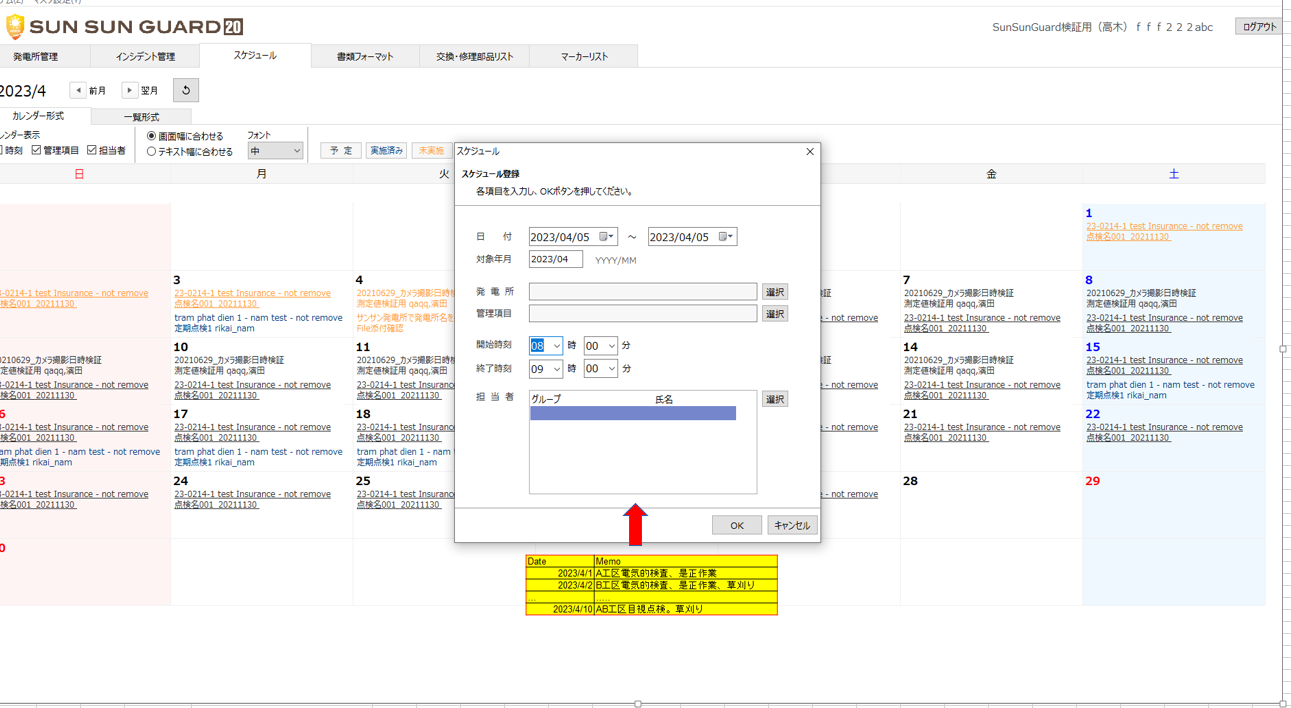 SUN SUN GUARD 20
SunSunGuard検証用（高木）ｆｆｆ２２２abc
ログアウト
発電所管理
インシデント管理
スケジュール
書類フォーマット
交換・修理部品リスト
マーカーリスト
2023/4
前月
翌月
カレンダー形式
一覧形式
レンダー表示
時刻
管理項目
担当者
画面幅に合わせる
テキスト幅に合わせる
フォント
中
予 定
実施済み
未実施
日
月
火
金
土
1
23-0214-1 test Insurance - not remove
点検名001_20211130
3-0214-1 test Insurance - not remove
検名001_20211130
3
23-0214-1 test Insurance - not remove
点検名001_20211130
tram phat dien 1 - nam test - not remove
定期点検1 rikai_nam
4
20210629_カメラ撮影日時検
測定値検証用 qaqq,濱田
サンサン発電所で発電所名を
File添付確認
証
- not remove
7
20210629_カメラ撮影日時検証
測定値検証用 qaqq,濱田
23-0214-1 test Insurance - not remove
点検名001_20211130
8
20210629_カメラ撮影日時検証
測定値検証用 qaqq,濱田
23-0214-1 test Insurance - not remove
点検名001_20211130
0210629_カメラ撮影日時検証
定値検証用 qaqq,濱田
3-0214-1 test Insurance - not remove
検名001_20211130
10
20210629_カメラ撮影日時検証
測定値検証用 qaqq,濱田
23-0214-1 test Insurance - not remove
点検名001_20211130
11
20210629_カメラ撮影日時検
測定値検証用 qaqq,濱田
23-0214-1 test Insuranc
点検名001_20211130
証
- not remove
14
20210629_カメラ撮影日時検証
測定値検証用 qaqq,濱田
23-0214-1 test Insurance - not remove
点検名001_20211130
15
23-0214-1 test Insurance - not remove
点検名001_20211130
tram phat dien 1 - nam test - not remove
定期点検1 rikai_nam
6
3-0214-1 test Insurance - not remove
検名001_20211130
am phat dien 1 - nam test - not remove
期点検1 rikai_nam
17
23-0214-1 test Insurance - not remove
点検名001_20211130
tram phat dien 1 - nam test - not remove
定期点検1 rikai_nam
18
23-0214-1 test Insuranc
点検名001_20211130
tram phat dien 1 - nam
定期点検1 rikai_nam
- not remove
21
23-0214-1 test Insurance - not remove
点検名001_20211130
22
23-0214-1 test Insurance - not remove
点検名001_20211130
3
3-0214-1 test Insurance - not remove
検名001_20211130
24
23-0214-1 test Insurance - not remove
点検名001_20211130
25
23-0214-1 test Insuranc
点検名001_20211130
- not remove
28
29
0
スケジュール
スケジュール登録
各項目を入力し、OKボタンを押してください。
日 付 2023/04/05 ～ 2023/04/05
対象年月 2023/04 YYYY/MM
発 電 所 選択
管理項目 選択
開始時刻 08 時 00 分
終了時刻 09 時 00 分
担 当 者 グループ 氏名 選択
OK キャンセル
Date Memo
2023/4/1 A工区電気的検査、是正作業
2023/4/2 B工区電気的検査、是正作業、草刈り
... .....
2023/4/10 AB工区目視点検。草刈り